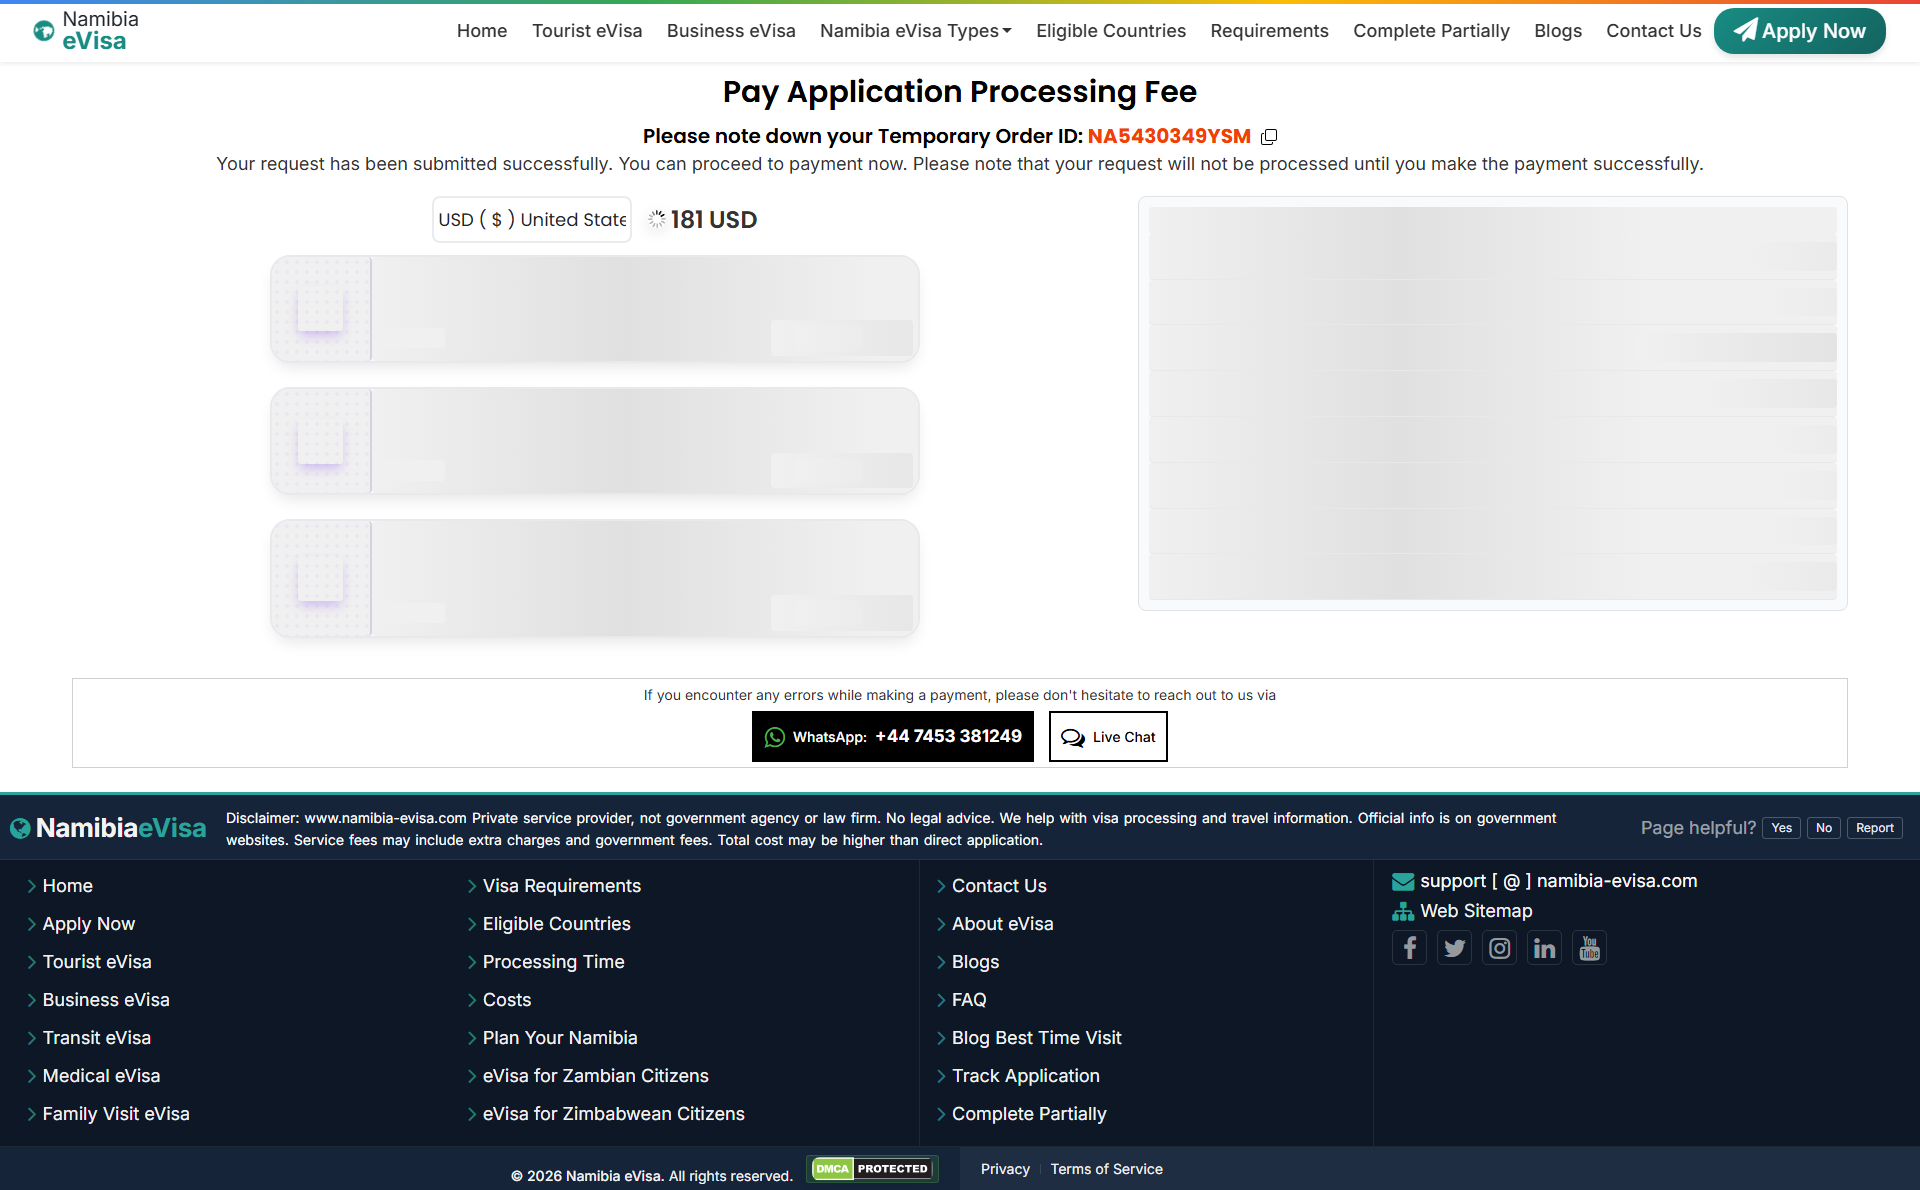 Namibia
eVisa
Home
Tourist eVisa
Business eVisa
Namibia eVisa Types
Eligible Countries
Requirements
Complete Partially
Blogs
Contact Us
Apply Now
Pay Application Processing Fee
Please note down your Temporary Order ID: NA5430349YSM
Your request has been submitted successfully. You can proceed to payment now. Please note that your request will not be processed until you make the payment successfully.
USD ( $ ) United State
181 USD
If you encounter any errors while making a payment, please don't hesitate to reach out to us via
WhatsApp: +44 7453 381249
Live Chat
NamibiaeVisa
Disclaimer: www.namibia-evisa.com Private service provider, not government agency or law firm. No legal advice. We help with visa processing and travel information. Official info is on government
websites. Service fees may include extra charges and government fees. Total cost may be higher than direct application.
Page helpful?
Yes
No
Report
Home
Apply Now
Tourist eVisa
Business eVisa
Transit eVisa
Medical eVisa
Family Visit eVisa
Visa Requirements
Eligible Countries
Processing Time
Costs
Plan Your Namibia
eVisa for Zambian Citizens
eVisa for Zimbabwean Citizens
Contact Us
About eVisa
Blogs
FAQ
Blog Best Time Visit
Track Application
Complete Partially
support [ @ ] namibia-evisa.com
Web Sitemap
You
Tube
© 2026 Namibia eVisa. All rights reserved.
DMCA PROTECTED
Privacy
Terms of Service